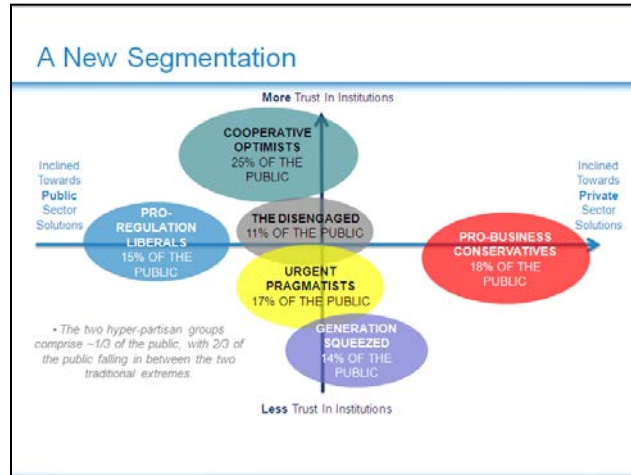 A New Segmentation
More Trust In Institutions
COOPERATIVE
OPTIMISTS
25% OF THE
PUBLIC
Inclined
Towards
Public
Sector
Solutions
Inclined
Towards
Private
Sector
Solutions
PRO-
REGULATION
LIBERALS
15% OF THE
PUBLIC
THE DISENGAGED
11% OF THE PUBLIC
PRO-BUSINESS
CONSERVATIVES
18% OF THE
PUBLIC
URGENT
PRAGMATISTS
17% OF THE PUBLIC
GENERATION
SQUEEZED
14% OF THE
PUBLIC
• The two hyper-partisan groups
comprise ~1/3 of the public, with 2/3 of
the public falling in between the two
traditional extremes.
Less Trust In Institutions